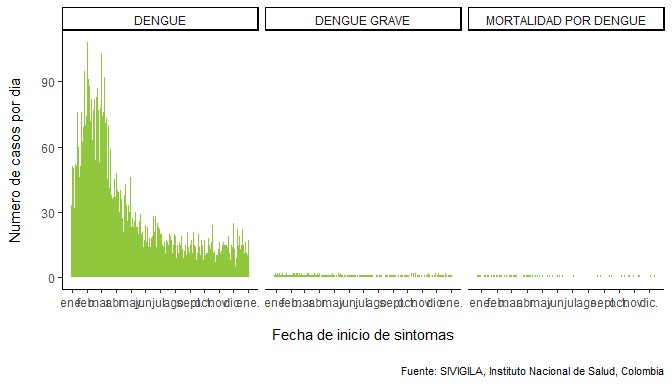 DENGUE
DENGUE GRAVE
MORTALIDAD POR DENGUE
Numero de casos por dia
90
60
30
0
ene. feb. mar. abr. may. jun. jul. ago. sept. oct. nov. dic. ene.
ene. feb. mar. abr. may. jun. jul. ago. sept. oct. nov. dic. ene.
ene. feb. mar. abr. may. jun. jul. ago. sept. oct. nov. dic.
Fecha de inicio de sintomas
Fuente: SIVIGILA, Instituto Nacional de Salud, Colombia